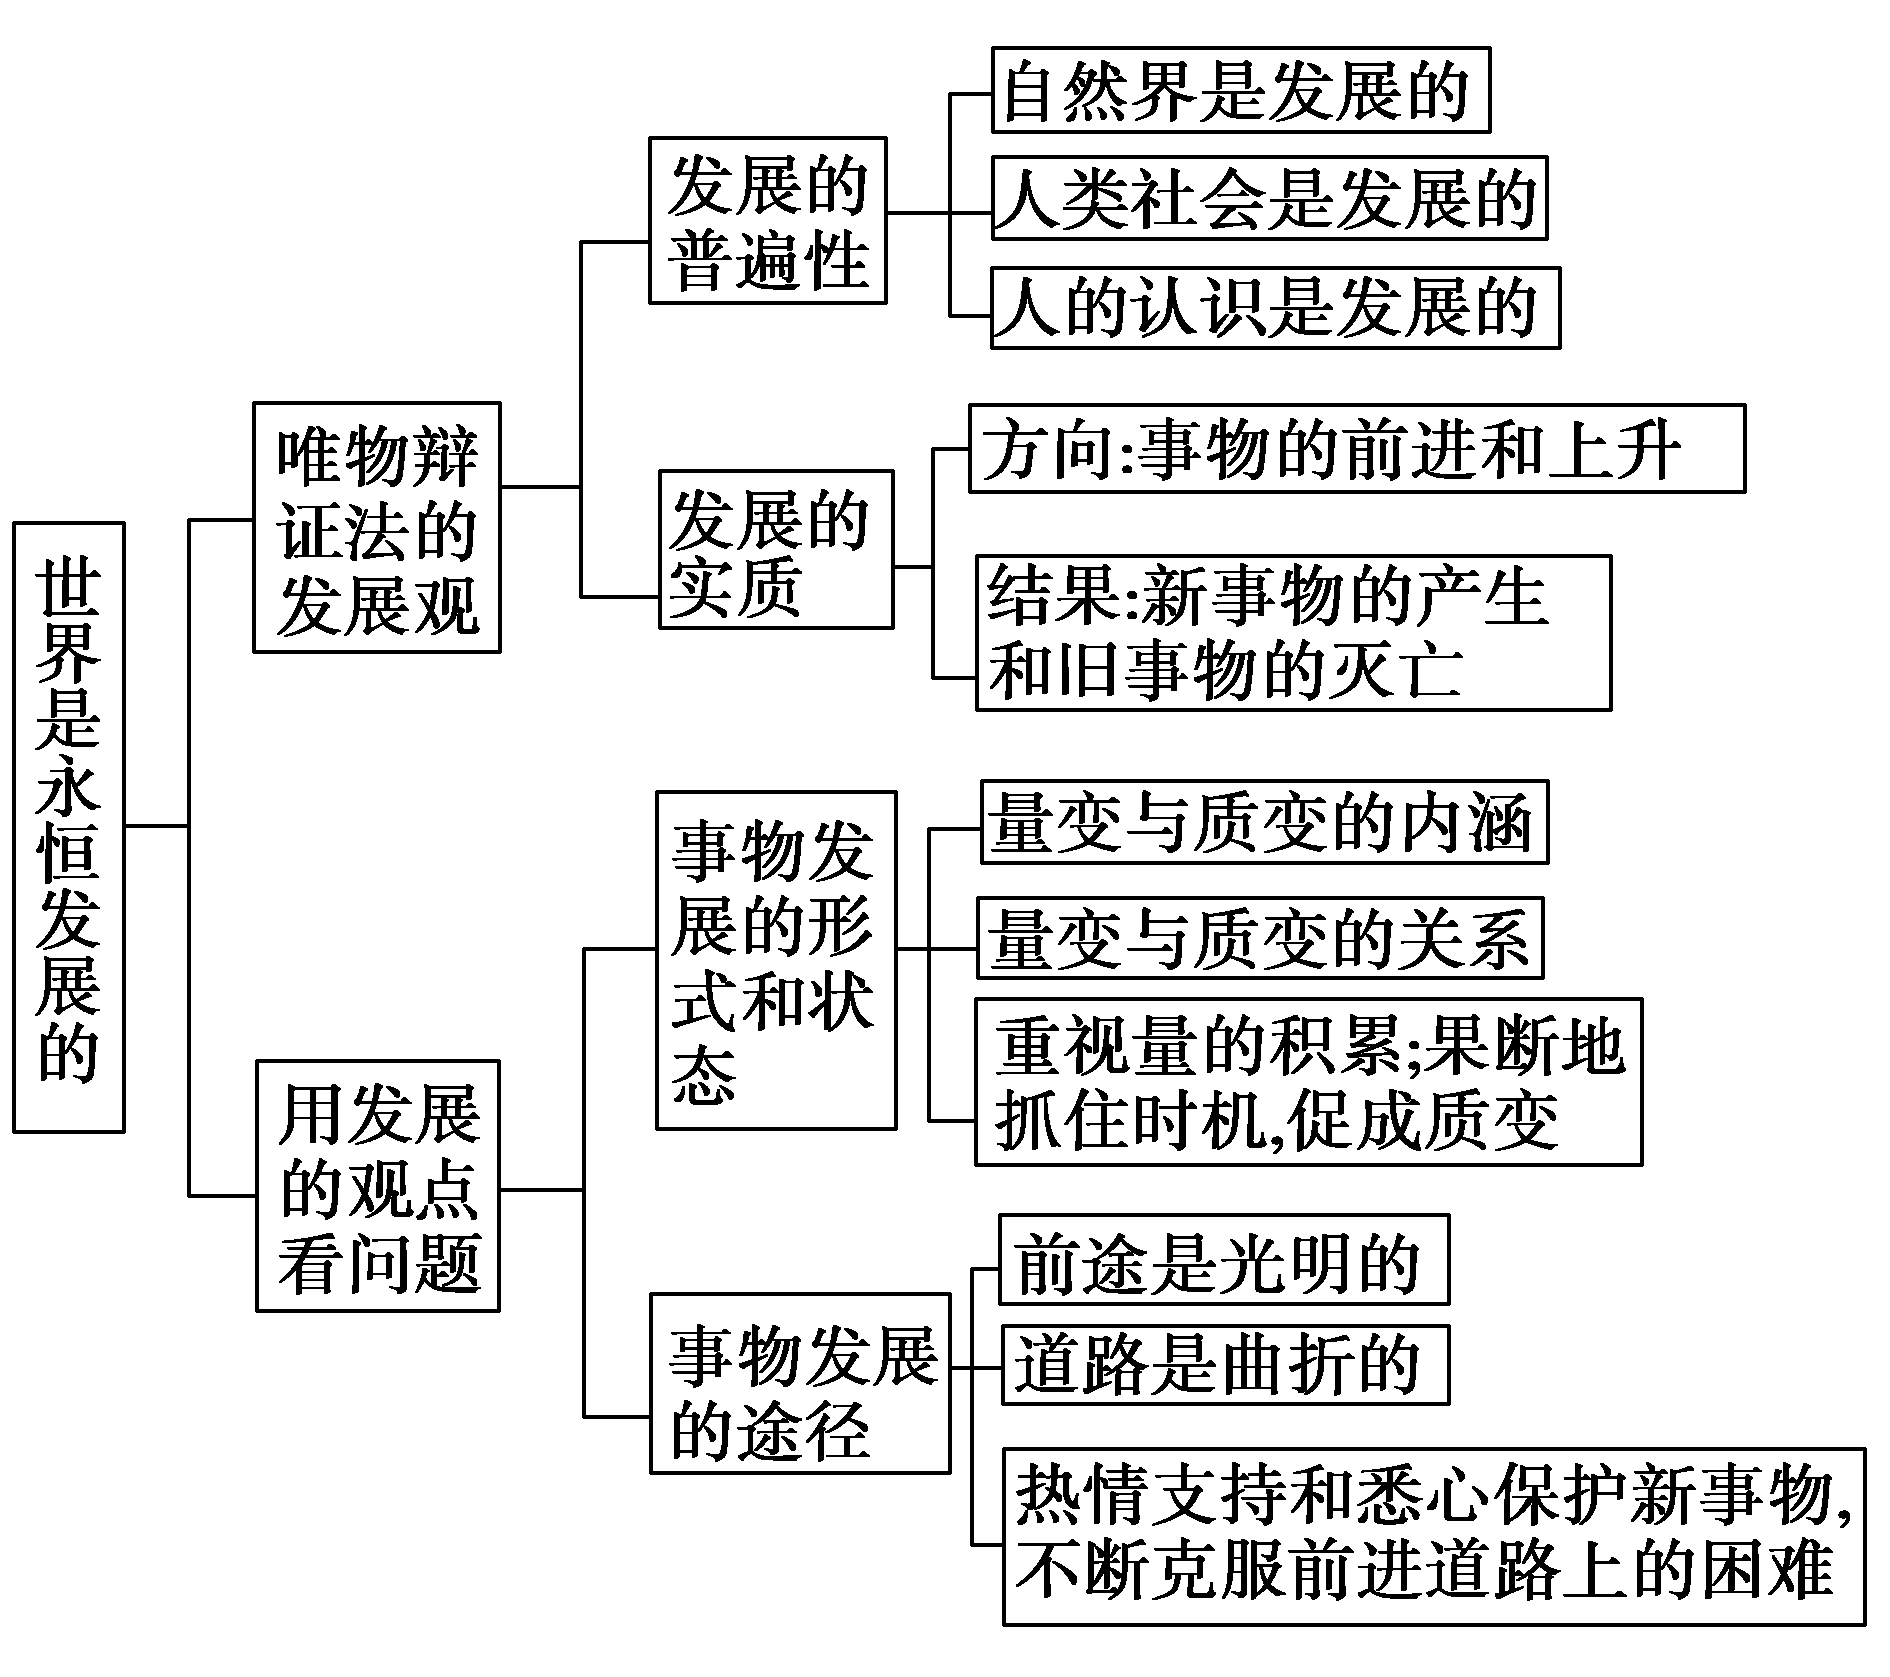 世界是永恒发展的
唯物辩
证法的
发展观
发展的
普遍性
自然界是发展的
人类社会是发展的
人的认识是发展的
发展的
实质
方向:事物的前进和上升
结果:新事物的产生
和旧事物的灭亡
用发展
的观点
看问题
事物发
展的形
式和状
态
量变与质变的内涵
量变与质变的关系
重视量的积累;果断地
抓住时机,促成质变
事物发展
的途径
前途是光明的
道路是曲折的
热情支持和悉心保护新事物,
不断克服前进道路上的困难